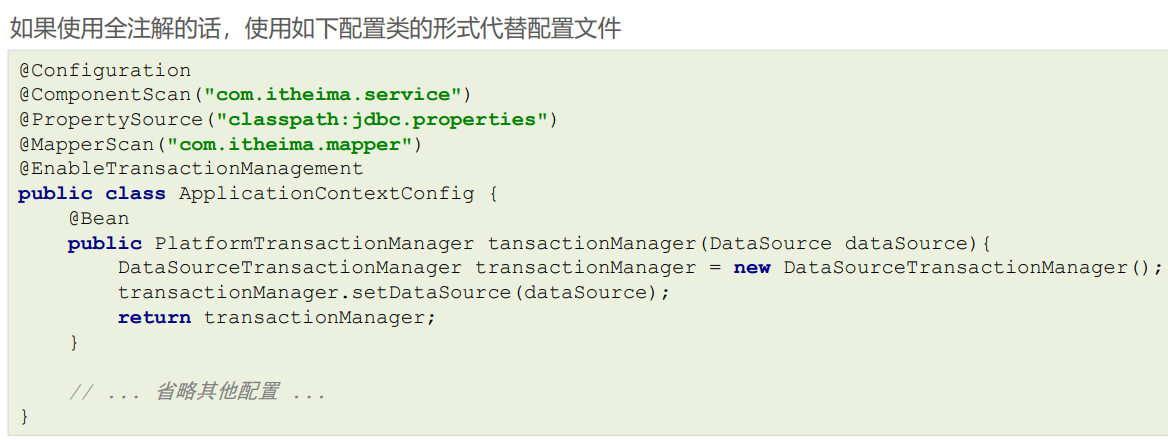 如果使用全注解的话，使用如下配置类的形式代替配置文件
@Configuration
@ComponentScan("com.itheima.service")
@PropertySource("classpath:jdbc.properties")
@MapperScan("com.itheima.mapper")
@EnableTransactionManagement
public class ApplicationContextConfig {
    @Bean
    public PlatformTransactionManager tansactionManager(DataSource dataSource){
        DataSourceTransactionManager transactionManager = new DataSourceTransactionManager();
        transactionManager.setDataSource(dataSource);
        return transactionManager;
    }
    // ... 省略其他配置 ...
}